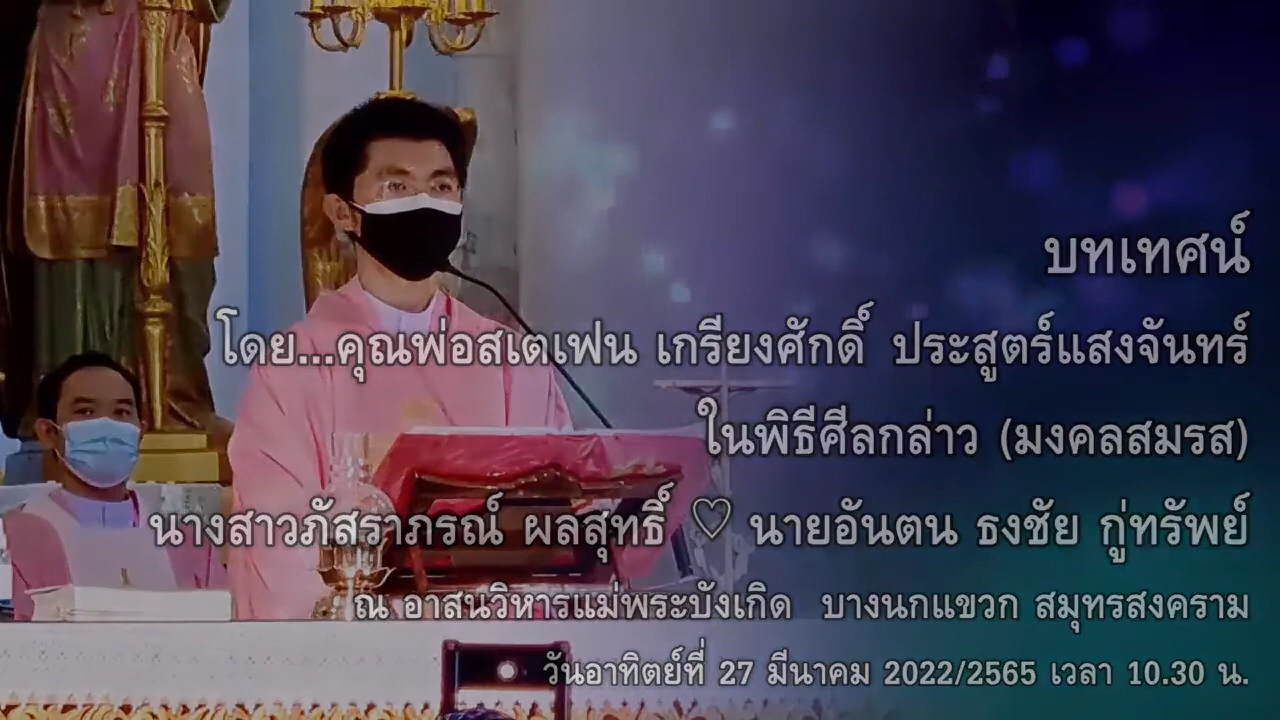 บทเทศน์
โดย...คุณพ่อสเตเฟน เกรียงศักดิ์ ประสูตร์แสงจันทร์
ในพิธีศีลกล่าว (มงคลสมรส)
นางสาวภัสราภรณ์ ผลสุทธิ์ ♡ นายอันตน ธงชัย กู่ทรัพย์
ณ อาสนวิหารแม่พระบังเกิด บางนกแขวก สมุทรสงคราม
วันอาทิตย์ที่ 27 มีนาคม 2022/2565 เวลา 10.30 น.